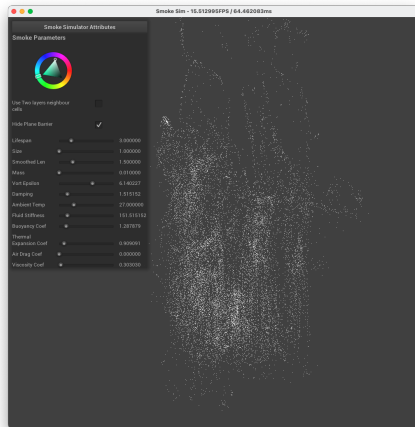 Smoke Sim - 15.512995FPS / 64.462083ms
Smoke Simulator Attributes
Smoke Parameters
Use Two layers neighbour
cells
Hide Plane Barrier
Lifespan 3.000000
Size 1.000000
Smoothed Len 1.500000
Mass 0.010000
Vort Epsilon 6.140237
Damping 1.515152
Ambient Temp 27.000000
Fluid Stiffness 151.515152
Buoyancy Coef 1.287879
Thermal
Expansion Coef 0.909091
Air Drag Coef 0.000000
Viscosity Coef 0.303030